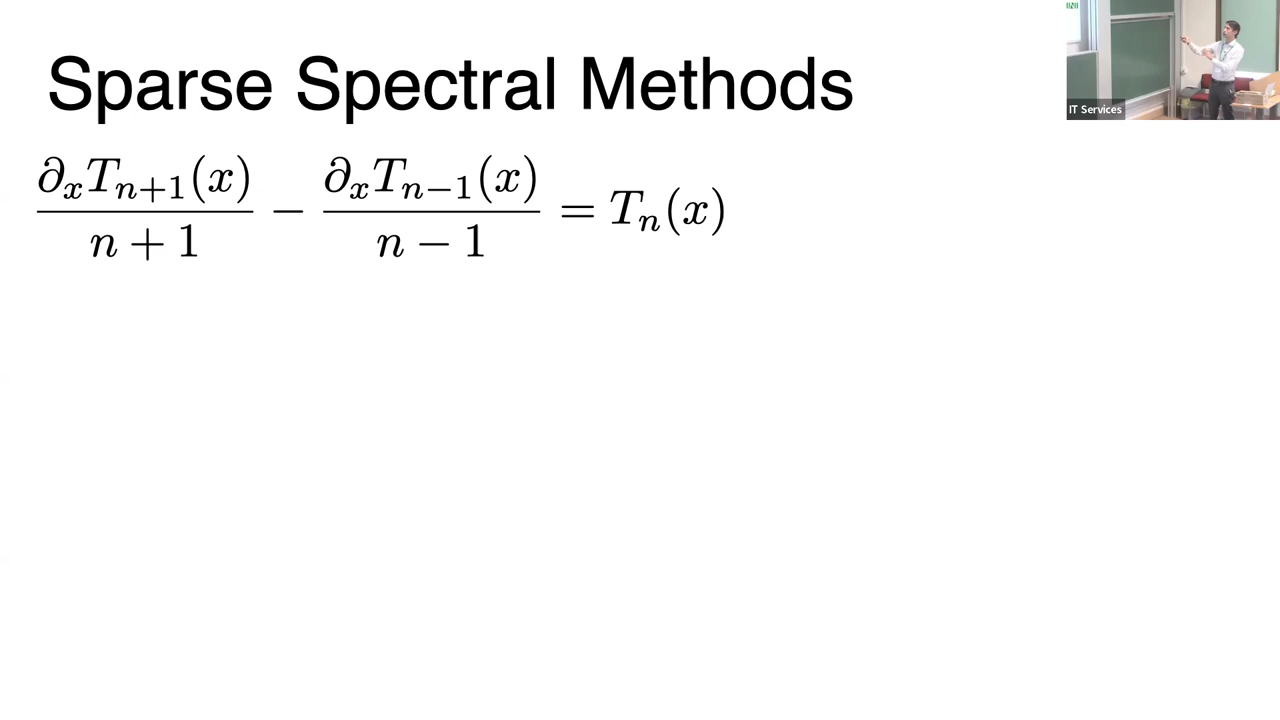 Sparse Spectral Methods
∂ₓTₙ₊₁(x)/(n + 1) − ∂ₓTₙ₋₁(x)/(n − 1) = Tₙ(x)
IT Services